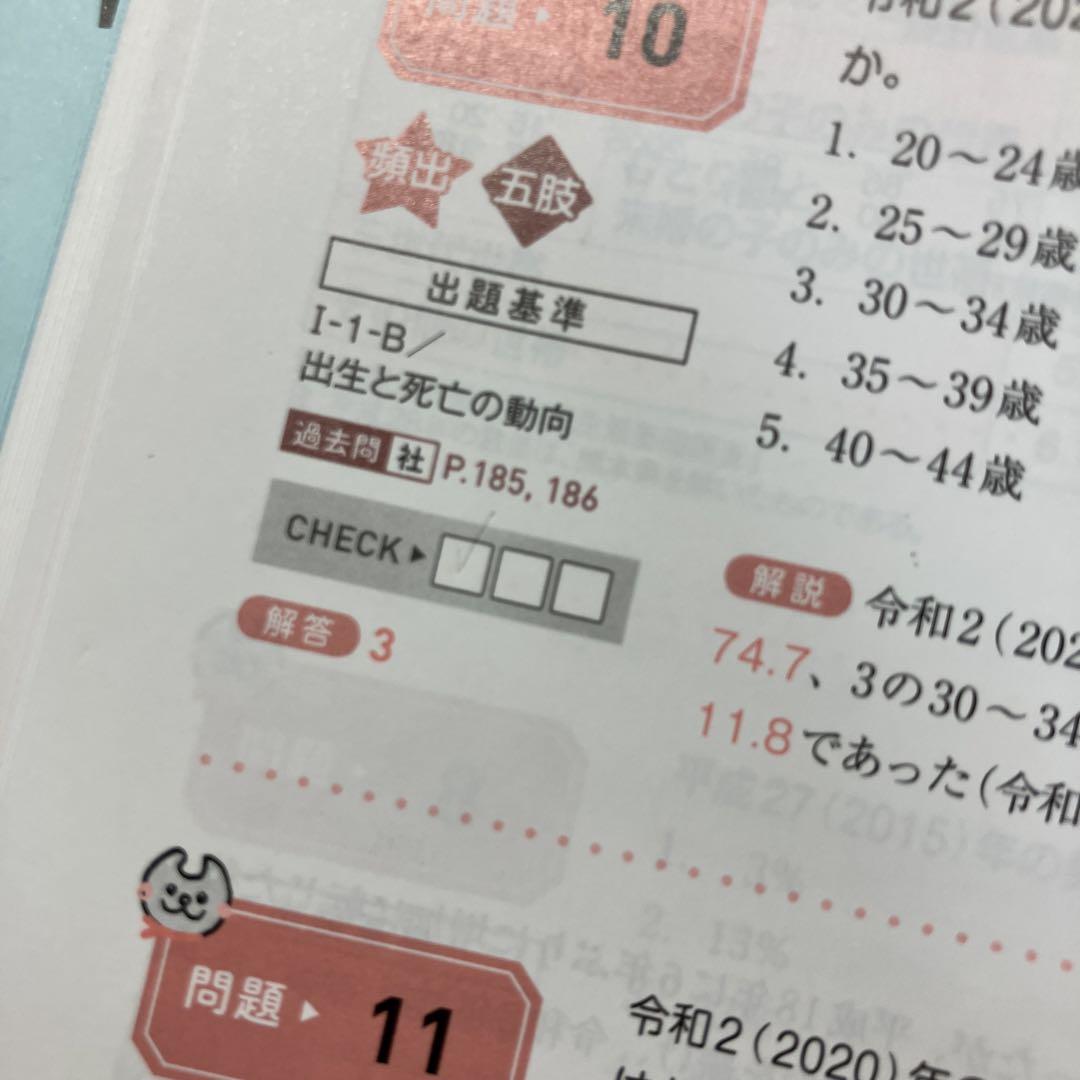 問題▶ 10
令和2(202
か。
1. 20〜24歳
2. 25〜29歳
3. 30〜34歳
4. 35〜39歳
5. 40〜44歳
頻出 五肢
出題基準
I-1-B／
出生と死亡の動向
過去問 社 P.185, 186
CHECK▶
解答 3
解説 令和2(202
74.7、3の30〜34
11.8であった(令和
問題▶ 11
令和2(2020)年